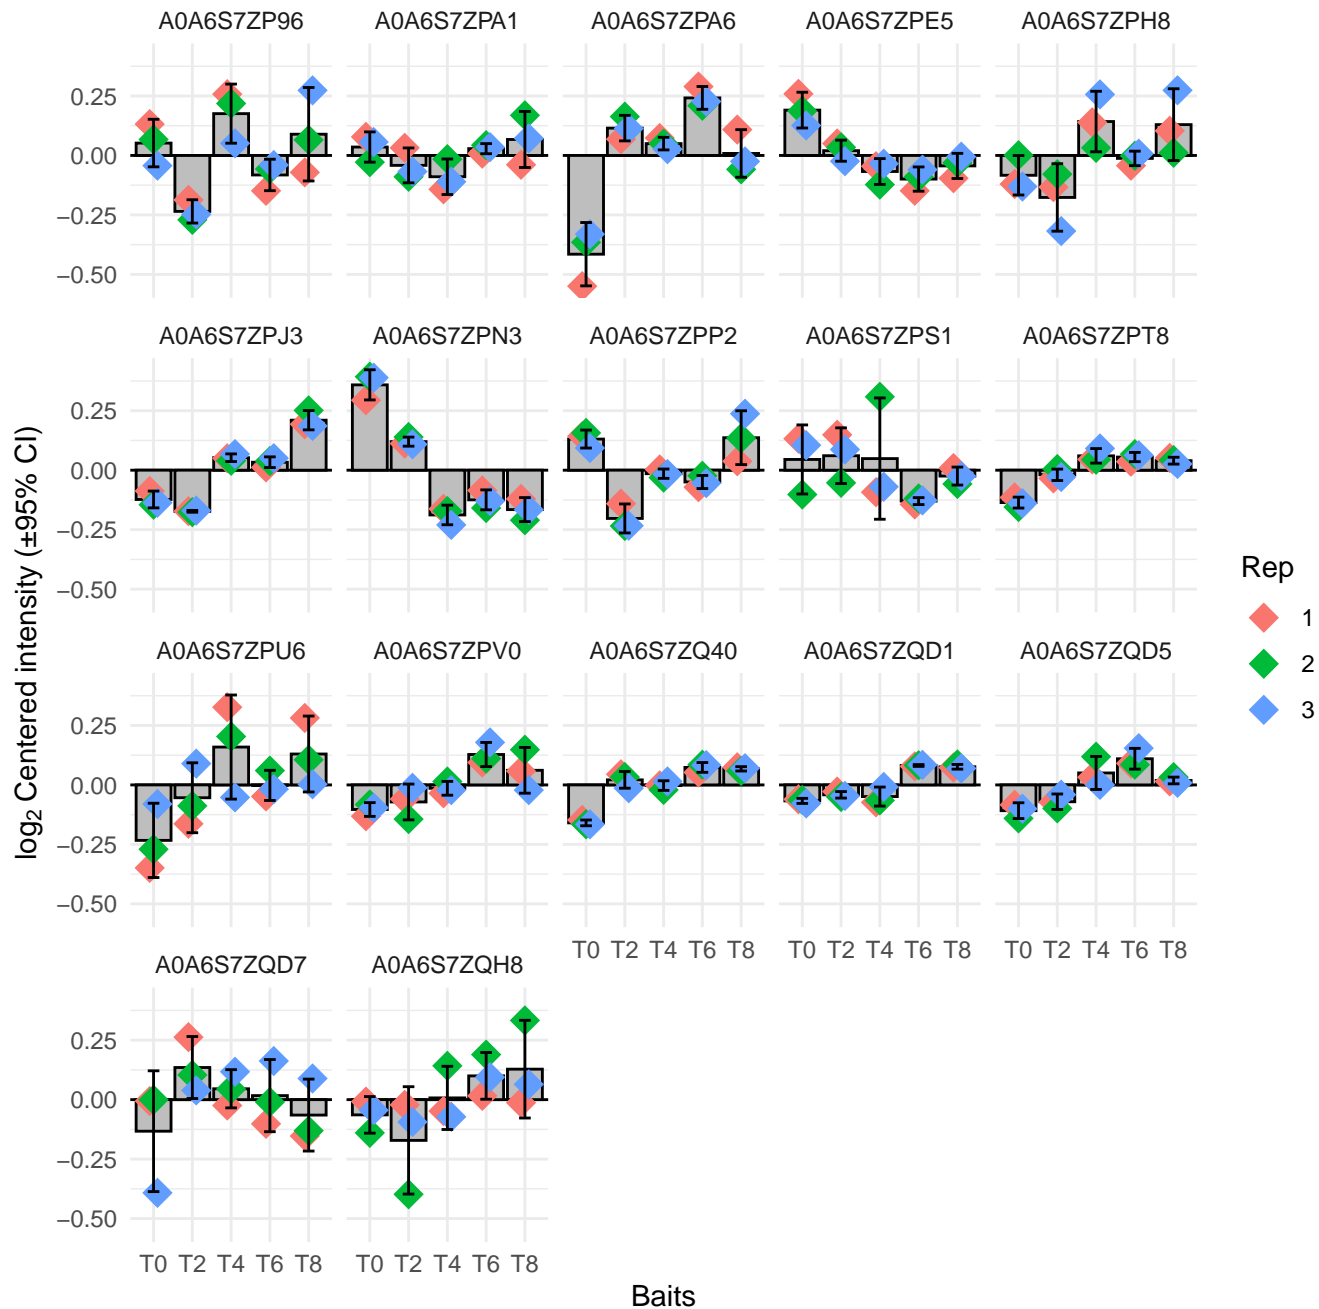 A0A6S7ZP96 A0A6S7ZPA1 A0A6S7ZPA6 A0A6S7ZPE5 A0A6S7ZPH8
0.25
0.00
−0.25
−0.50
A0A6S7ZPJ3 A0A6S7ZPN3 A0A6S7ZPP2 A0A6S7ZPS1 A0A6S7ZPT8
0.25
0.00
−0.25
−0.50
A0A6S7ZPU6 A0A6S7ZPV0 A0A6S7ZQ40 A0A6S7ZQD1 A0A6S7ZQD5
0.25
0.00
−0.25
−0.50
T0 T2 T4 T6 T8 T0 T2 T4 T6 T8 T0 T2 T4 T6 T8
A0A6S7ZQD7 A0A6S7ZQH8
0.25
0.00
−0.25
−0.50
T0 T2 T4 T6 T8 T0 T2 T4 T6 T8
Baits
log₂ Centered intensity (±95% CI)
Rep
1
2
3